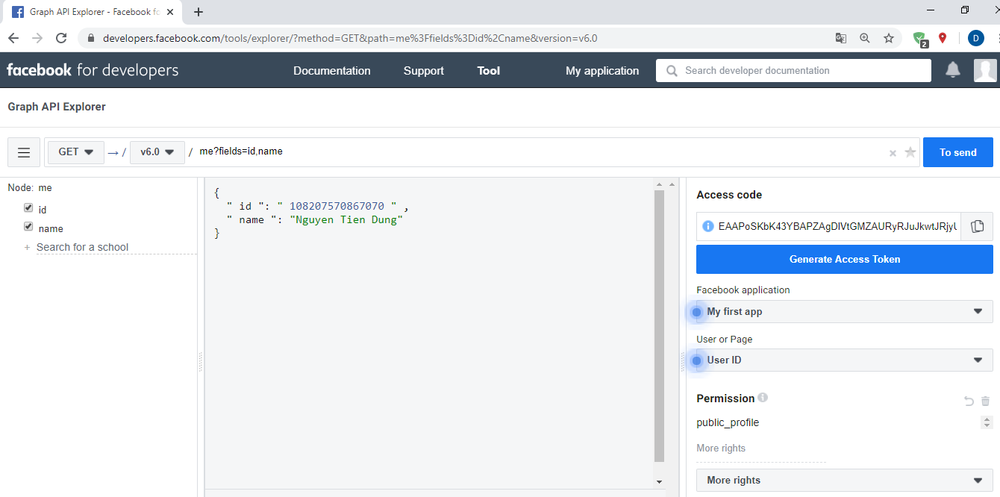 Graph API Explorer - Facebook fo
developers.facebook.com/tools/explorer/?method=GET&path=me%3Ffields%3Did%2Cname&version=v6.0
2
D
facebook for developers
Documentation
Support
Tool
My application
Search developer documentation
Graph API Explorer
GET
→ /
v6.0
/ me?fields=id,name
To send
Node: me
id
name
+ Search for a school
{
" id ": " 108207570867070 " ,
" name ": "Nguyen Tien Dung"
}
Access code
EAAPoSKbK43YBAPZAgDlVtGMZAURyRJuJkwtJRjyU
Generate Access Token
Facebook application
My first app
User or Page
User ID
Permission
public_profile
More rights
More rights